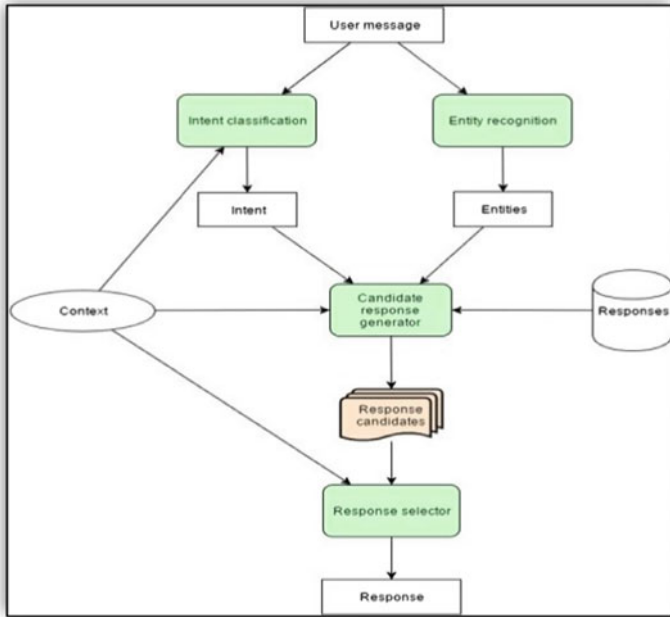 User message
Intent classification
Entity recognition
Intent
Entities
Context
Candidate
response
generator
Responses
Response
candidates
Response selector
Response